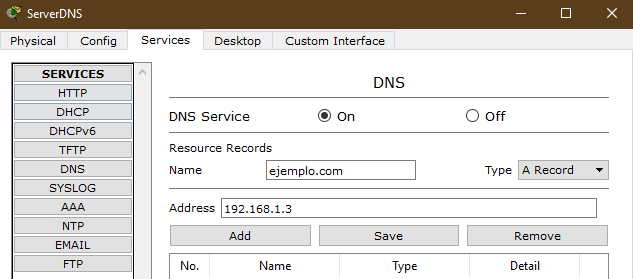 ServerDNS
Physical Config Services Desktop Custom Interface
SERVICES
HTTP
DHCP
DHCPv6
TFTP
DNS
SYSLOG
AAA
NTP
EMAIL
FTP
DNS
DNS Service On Off
Resource Records
Name ejemplo.com Type A Record
Address 192.168.1.3
Add Save Remove
No. Name Type Detail